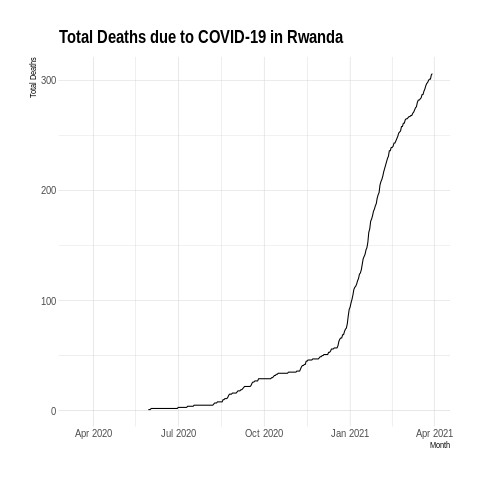 Total Deaths due to COVID-19 in Rwanda
Total Deaths
300
200
100
0
Apr 2020 Jul 2020 Oct 2020 Jan 2021 Apr 2021
Month